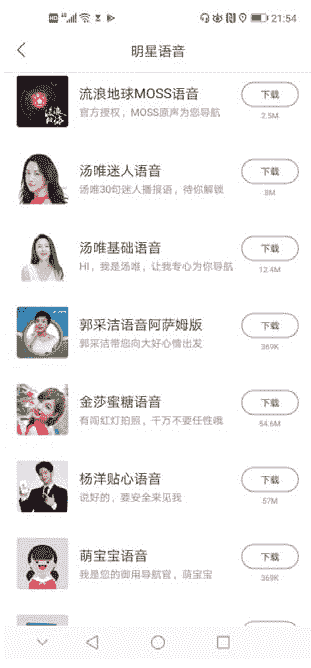 21:54
明星语音
流浪地球MOSS语音
官方授权，MOSS原声为您导航
下载
2.5M
汤唯迷人语音
汤唯30句迷人播报语，待你解锁
下载
8M
汤唯基础语音
HI，我是汤唯，让我专心为你导航
下载
12.4M
郭采洁语音阿萨姆版
郭采洁带您向大好心情出发
下载
369K
金莎蜜糖语音
有闯红灯拍照，千万不要任性哦
下载
54.6M
杨洋贴心语音
说好的，要安全来见我
下载
57M
萌宝宝语音
我是您的御用导航官，萌宝宝
下载
369K